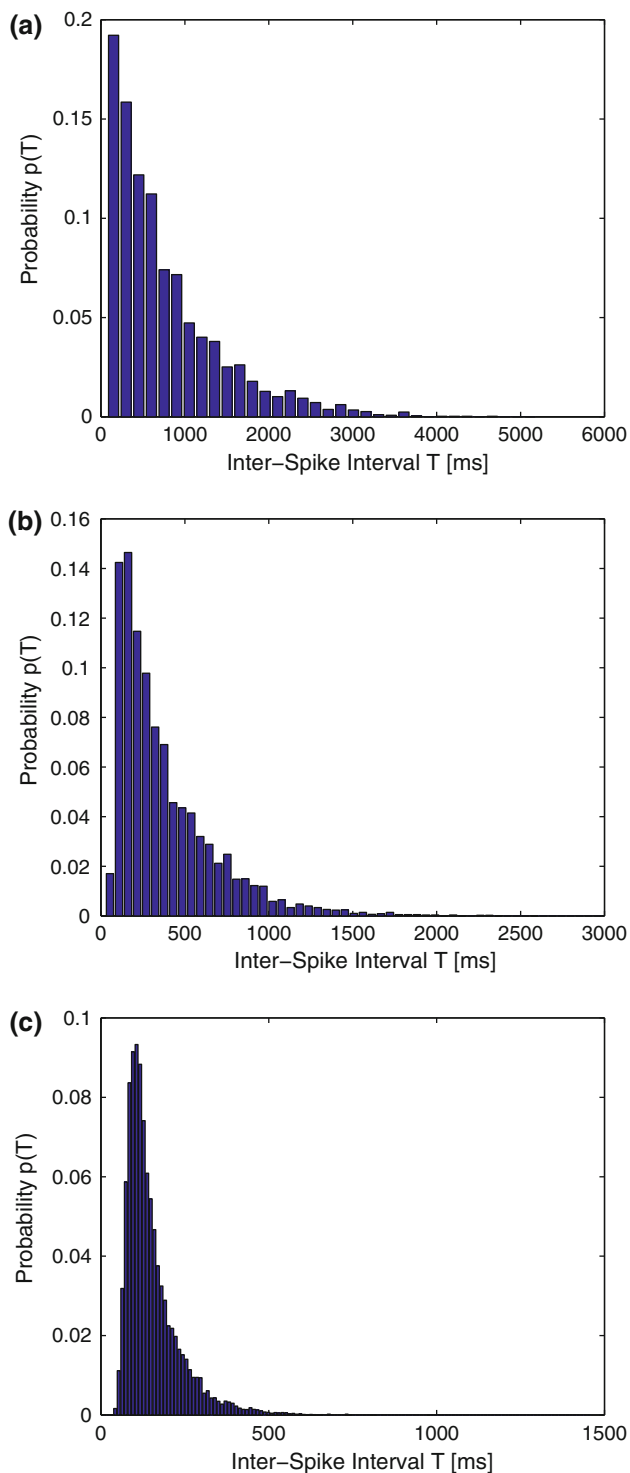 (a)
0.2
0.15
0.1
0.05
0
Probability p(T)
0 1000 2000 3000 4000 5000 6000
Inter−Spike Interval T [ms]
(b)
0.16
0.14
0.12
0.1
0.08
0.06
0.04
0.02
0
Probability p(T)
0 500 1000 1500 2000 2500 3000
Inter−Spike Interval T [ms]
(c)
0.1
0.08
0.06
0.04
0.02
0
Probability p(T)
0 500 1000 1500
Inter−Spike Interval T [ms]